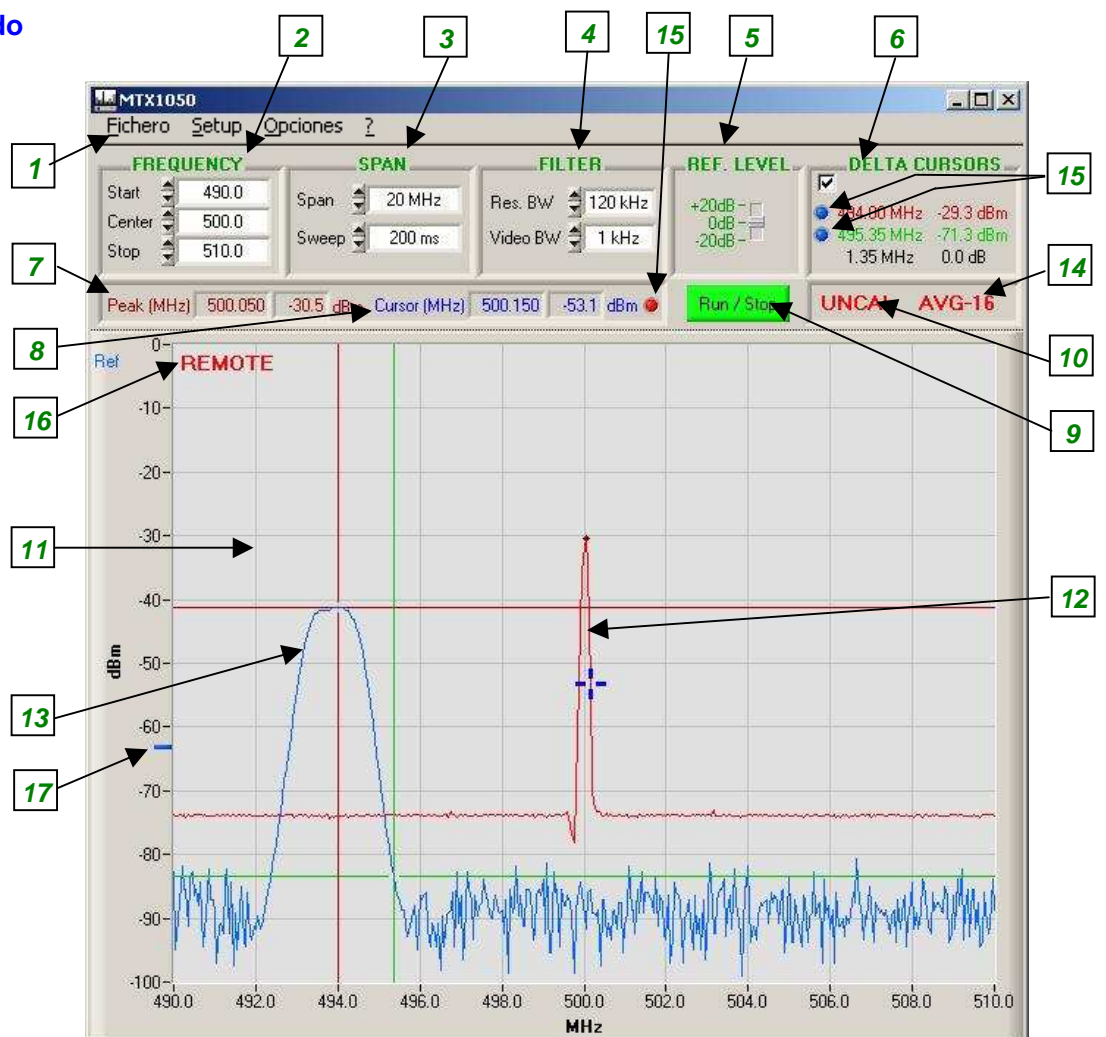 do
2 3 4 15 5 6
MTX1050
Fichero Setup Opciones ?
1
FREQUENCY SPAN FILTER REF. LEVEL DELTA CURSORS
Start 490.0
Center 500.0
Stop 510.0
Span 20 MHz
Sweep 200 ms
Res. BW 120 kHz
Video BW 1 kHz
+20dB
0dB
-20dB
494.00 MHz -29.3 dBm
495.35 MHz -71.3 dBm
1.35 MHz 0.0 dB
15
7
14
Peak (MHz) 500.050 -30.5 dBm Cursor (MHz) 500.150 -53.1 dBm Run / Stop UNCAL AVG-16
8
10
Ref
REMOTE
16
9
0
-10
-20
-30
-40
-50
-60
-70
-80
-90
-100
11
12
dBm
13
17
490.0 492.0 494.0 496.0 498.0 500.0 502.0 504.0 506.0 508.0 510.0
MHz